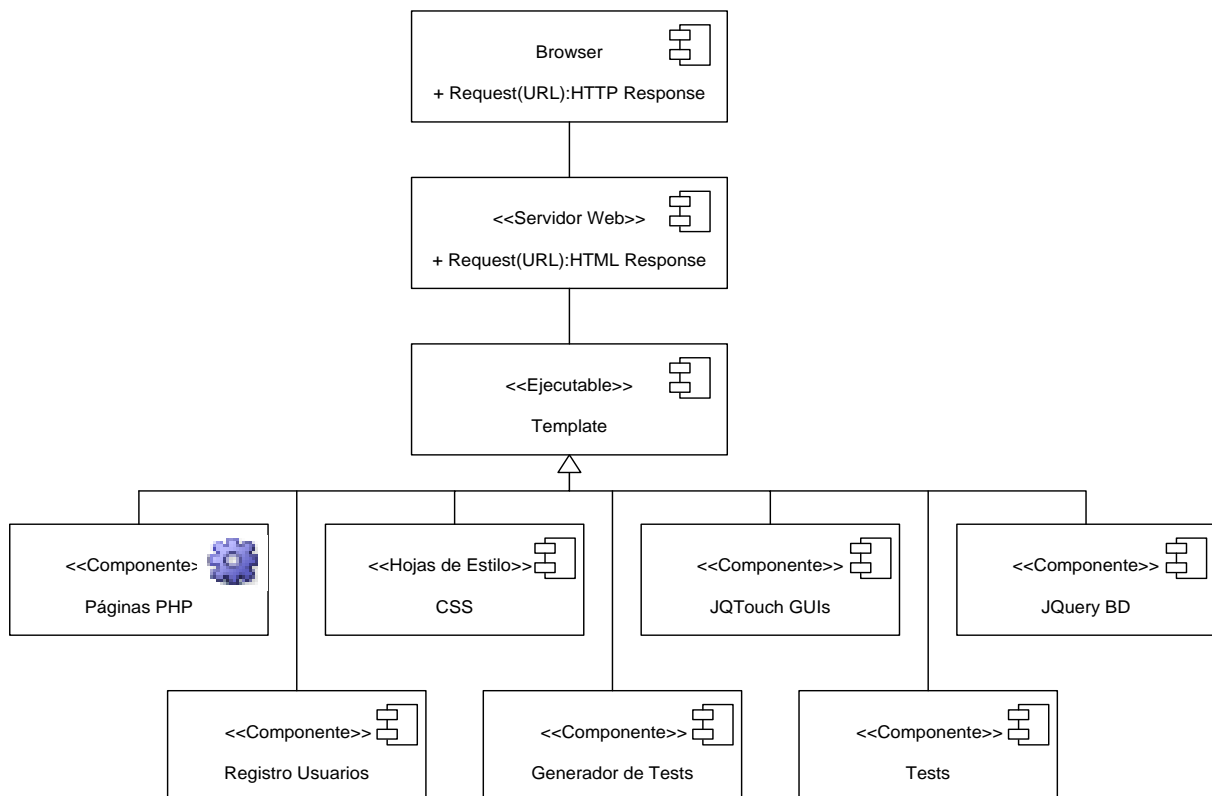 Browser
+ Request(URL):HTTP Response
<<Servidor Web>>
+ Request(URL):HTML Response
<<Ejecutable>>
Template
<<Componente>
Páginas PHP
<<Hojas de Estilo>>
CSS
<<Componente>>
JQTouch GUIs
<<Componente>>
JQuery BD
<<Componente>>
Registro Usuarios
<<Componente>>
Generador de Tests
<<Componente>>
Tests